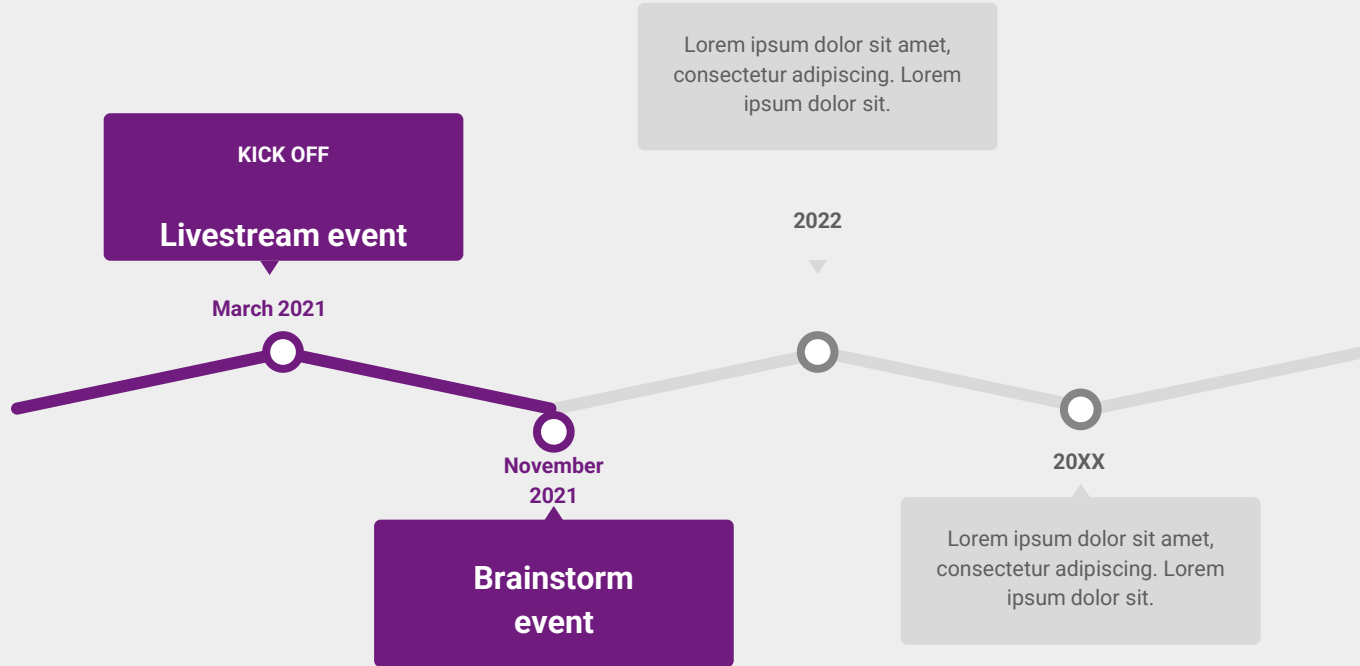 KICK OFF
Livestream event
March 2021
November
2021
Brainstorm
event
Lorem ipsum dolor sit amet,
consectetur adipiscing. Lorem
ipsum dolor sit.
2022
20XX
Lorem ipsum dolor sit amet,
consectetur adipiscing. Lorem
ipsum dolor sit.